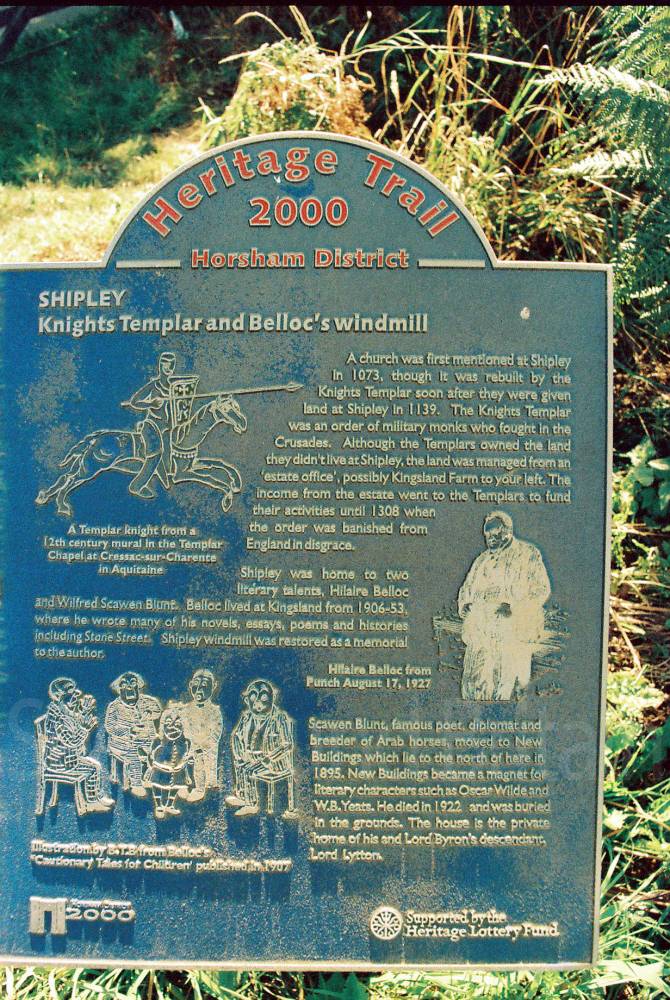 Heritage Trail
2000
Horsham District
SHIPLEY
Knights Templar and Belloc's windmill
A church was first mentioned at Shipley
in 1073, though it was rebuilt by the
Knights Templar soon after they were given
land at Shipley in 1139. The Knights Templar
was an order of military monks who fought in the
Crusades. Although the Templars owned the land
they didn't live at Shipley, the land was managed from an
'estate office', possibly Kingsland Farm to your left. The
income from the estate went to the Templars to fund
their activities until 1308 when
the order was banished from
England in disgrace.
A Templar knight from a
12th century mural in the Templar
Chapel at Cressac-sur-Charente
in Aquitaine
Shipley was home to two
literary talents, Hilaire Belloc
and Wilfred Scawen Blunt. Belloc lived at Kingsland from 1906-53,
where he wrote many of his novels, essays, poems and histories
including Stane Street. Shipley windmill was restored as a memorial
to the author.
Hilaire Belloc from
Punch August 17, 1927
Scawen Blunt, famous poet, diplomat and
breeder of Arab horses, moved to New
Buildings which lie to the north of here in
1895. New Buildings became a magnet for
literary characters such as Oscar Wilde and
W.B. Yeats. He died in 1922 and was buried
in the grounds. The house is the private
home of his and Lord Byron's descendant,
Lord Lytton.
Illustration by B.T.B from Belloc's
'Cautionary Tales for Children' published in 1907
2000
Supported by the
Heritage Lottery Fund